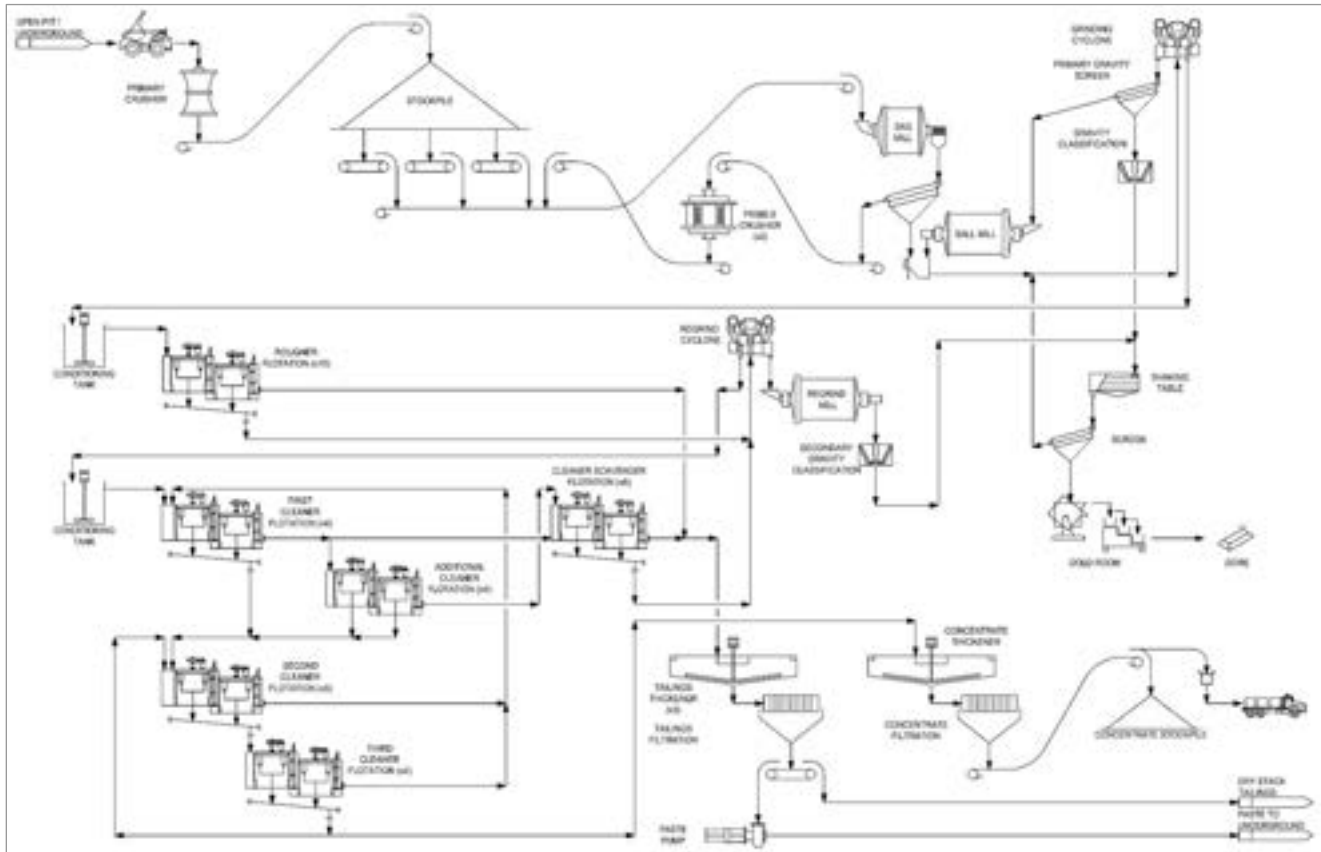 OPEN PIT /
UNDERGROUND
PRIMARY
CRUSHER
STOCKPILE
SAG
MILL
PEBBLE
CRUSHER
BALL MILL
GRINDING
CYCLONE
PRIMARY GRAVITY
SCREEN
GRAVITY
CLASSIFICATION
CONDITIONING
TANK
ROUGHER
FLOTATION
REGRIND
CYCLONE
REGRIND
MILL
SECONDARY
GRAVITY
CLASSIFICATION
SHAKING
TABLE
SCREEN
GOLD ROOM
DORE
CONDITIONING
TANK
FIRST
CLEANER
FLOTATION
CLEANER SCAVENGER
FLOTATION
ADDITIONAL
CLEANER
FLOTATION
SECOND
CLEANER
FLOTATION
THIRD
CLEANER
FLOTATION
TAILINGS
THICKENER
TAILINGS
FILTRATION
CONCENTRATE
THICKENER
CONCENTRATE
FILTRATION
CONCENTRATE STOCKPILE
DRY STACK
TAILINGS
PASTE
PUMP
PASTE TO
UNDERGROUND